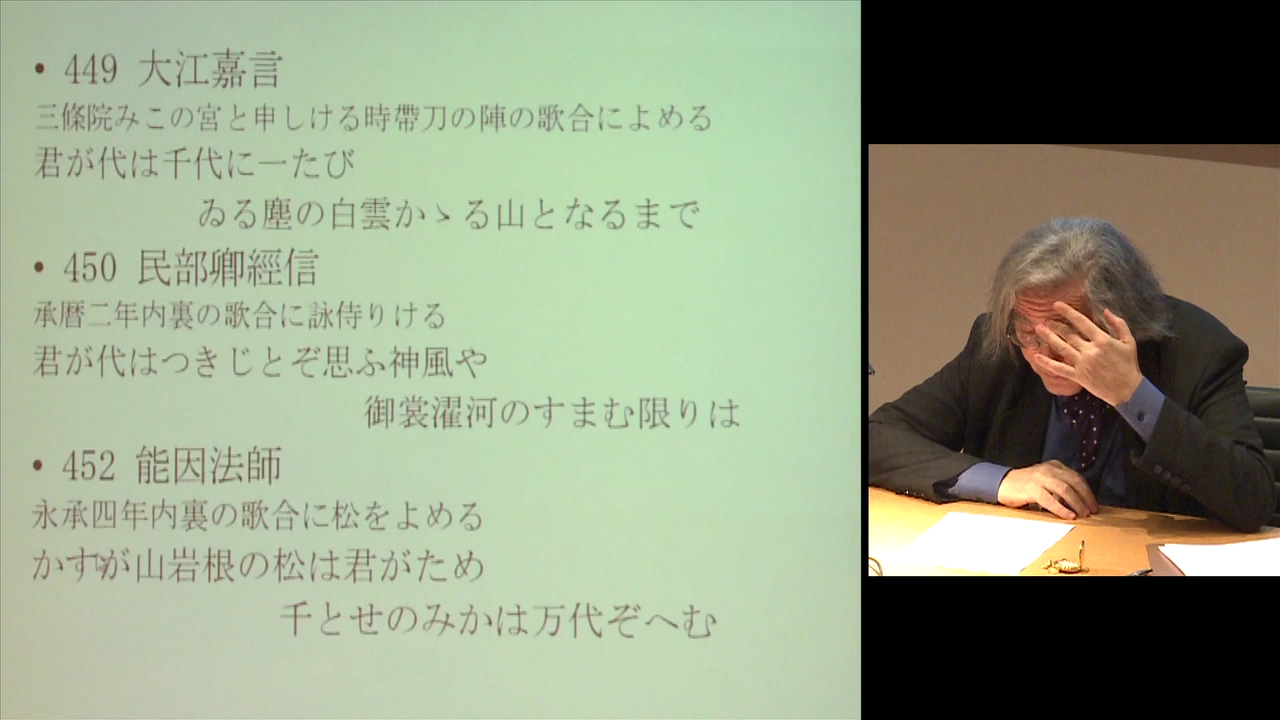 • 449 大江嘉言
三條院みこの宮と申しける時帶刀の陣の歌合によめる
君が代は千代に一たび
ゐる塵の白雲かゝる山となるまで
• 450 民部卿經信
承暦二年内裏の歌合に詠侍りける
君が代はつきじとぞ思ふ神風や
御裳濯河のすまむ限りは
• 452 能因法師
永承四年内裏の歌合に松をよめる
かすが山岩根の松は君がため
千とせのみかは万代ぞへむ